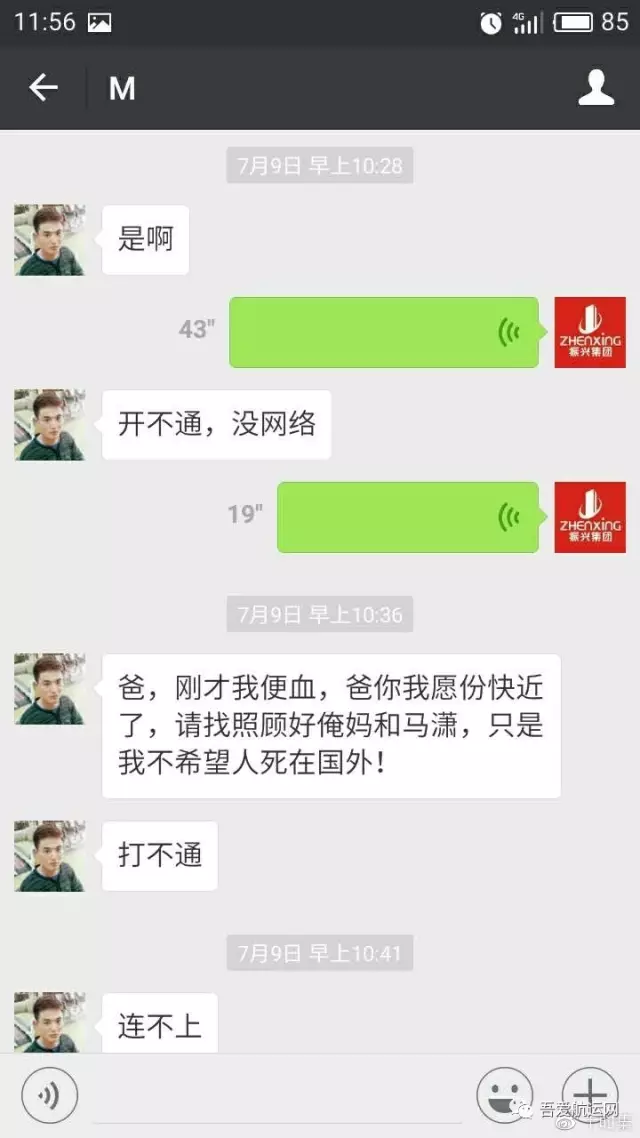 11:56
4G
85
M
7月9日 早上10:28
是啊
43"
ZHENXING
振兴集团
开不通，没网络
19"
ZHENXING
振兴集团
7月9日 早上10:36
爸，刚才我便血，爸你我愿份快近
了，请找照顾好俺妈和马潇，只是
我不希望人死在国外！
打不通
7月9日 早上10:41
连不上
吾爱航运网